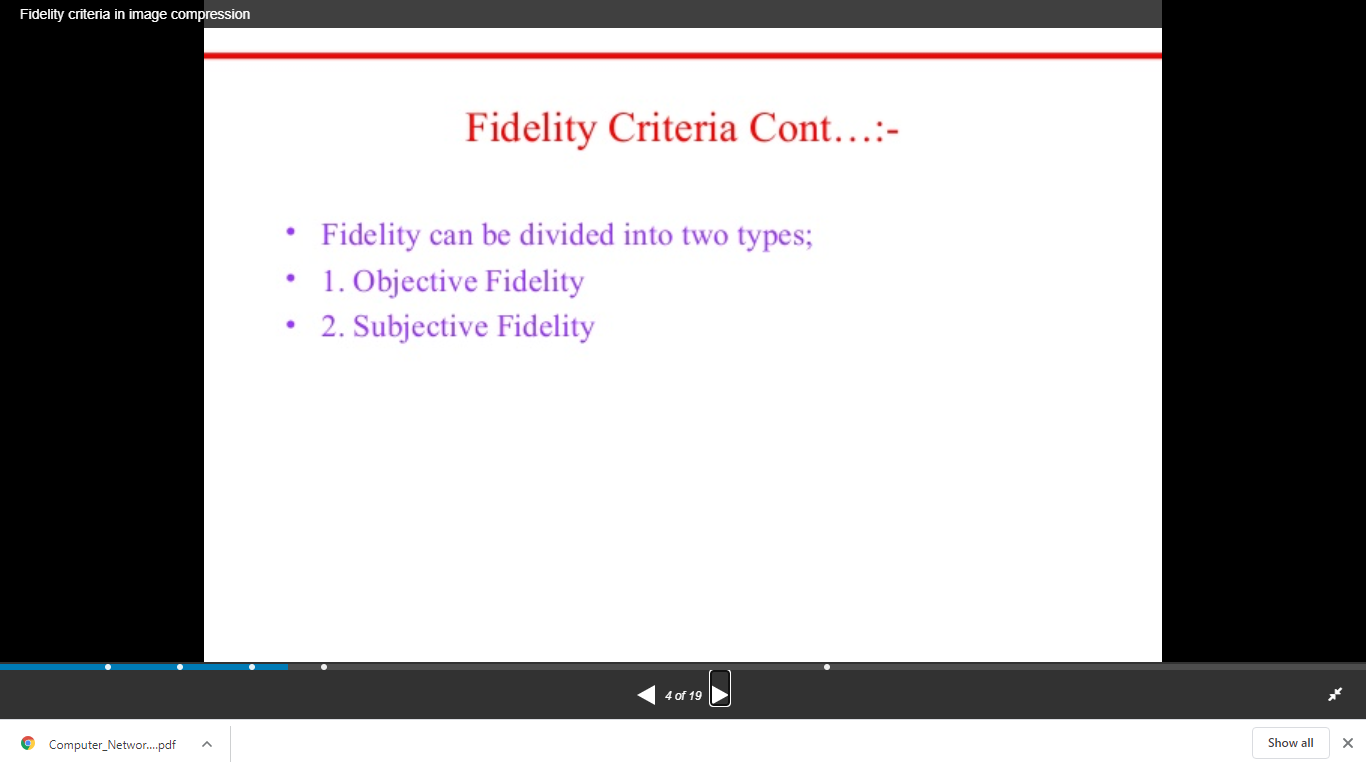 Fidelity criteria in image compression
Fidelity Criteria Cont…:-
• Fidelity can be divided into two types;
• 1. Objective Fidelity
• 2. Subjective Fidelity
4 of 19
Computer_Networ....pdf
Show all